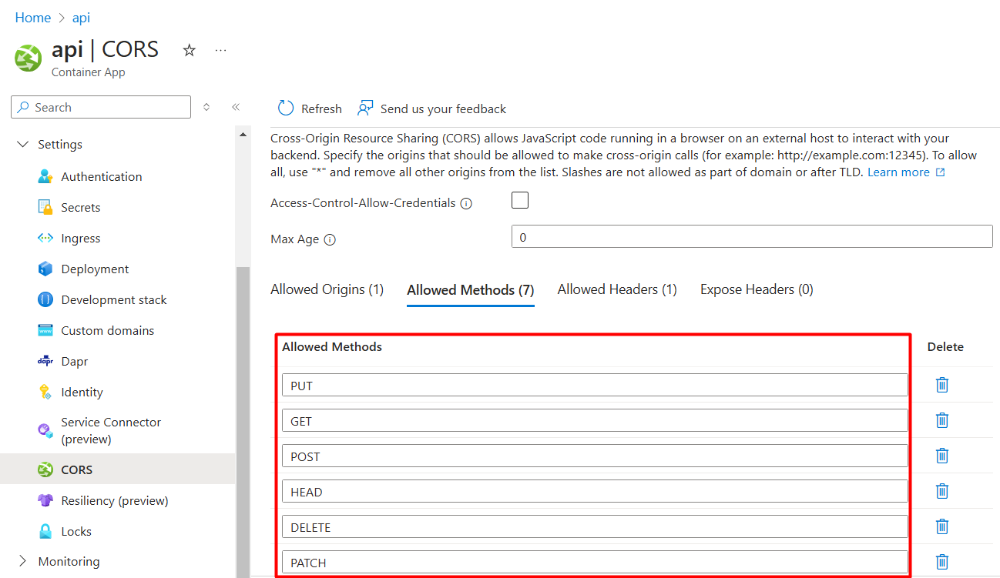 Home > api
api | CORS ☆ ...
Container App
Search
Settings
Authentication
Secrets
Ingress
Deployment
Development stack
Custom domains
dapr Dapr
Identity
Service Connector
(preview)
CORS
Resiliency (preview)
Locks
Monitoring
Refresh Send us your feedback
Cross-Origin Resource Sharing (CORS) allows JavaScript code running in a browser on an external host to interact with your
backend. Specify the origins that should be allowed to make cross-origin calls (for example: http://example.com:12345). To allow
all, use "*" and remove all other origins from the list. Slashes are not allowed as part of domain or after TLD. Learn more
Access-Control-Allow-Credentials
Max Age 0
Allowed Origins (1) Allowed Methods (7) Allowed Headers (1) Expose Headers (0)
Allowed Methods Delete
PUT
GET
POST
HEAD
DELETE
PATCH